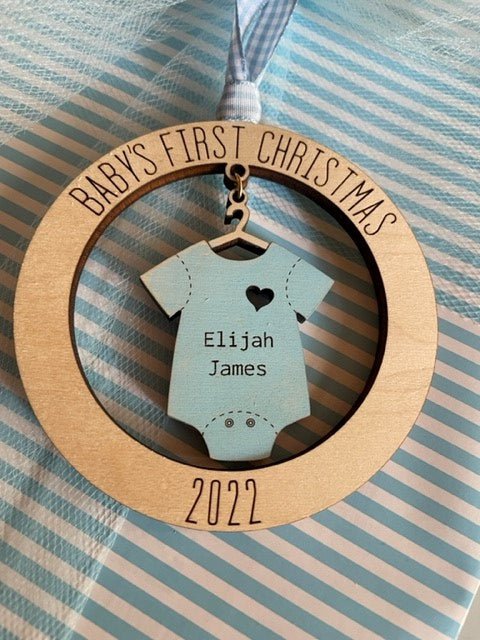 BABY'S FIRST CHRISTMAS
Elijah
James
2022